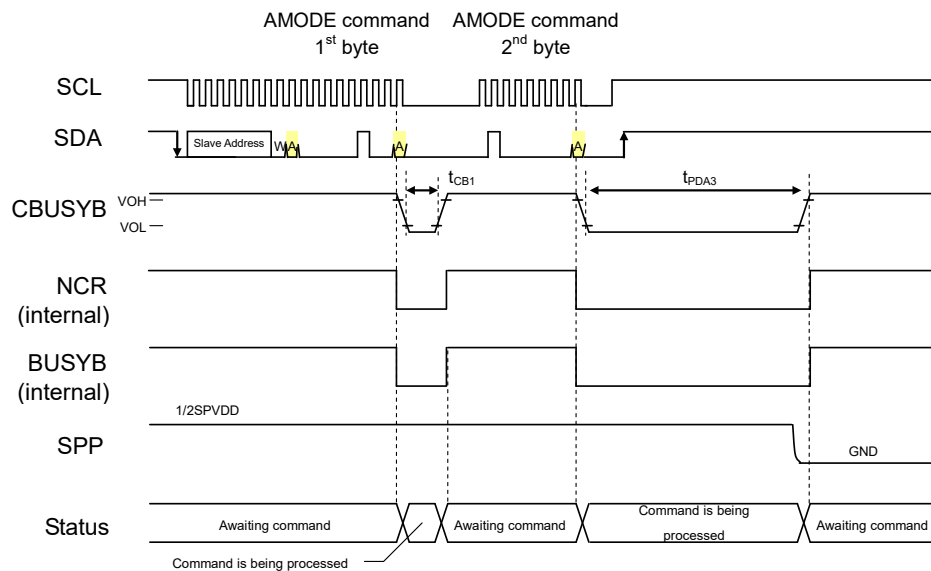 AMODE command
1st byte
AMODE command
2nd byte
SCL
SDA
Slave Address
W
A
A
A
CBUSYB
VOH
VOL
tCB1
tPDA3
NCR
(internal)
BUSYB
(internal)
1/2SPVDD
SPP
GND
Status
Awaiting command
Awaiting command
Command is being
processed
Awaiting command
Command is being processed